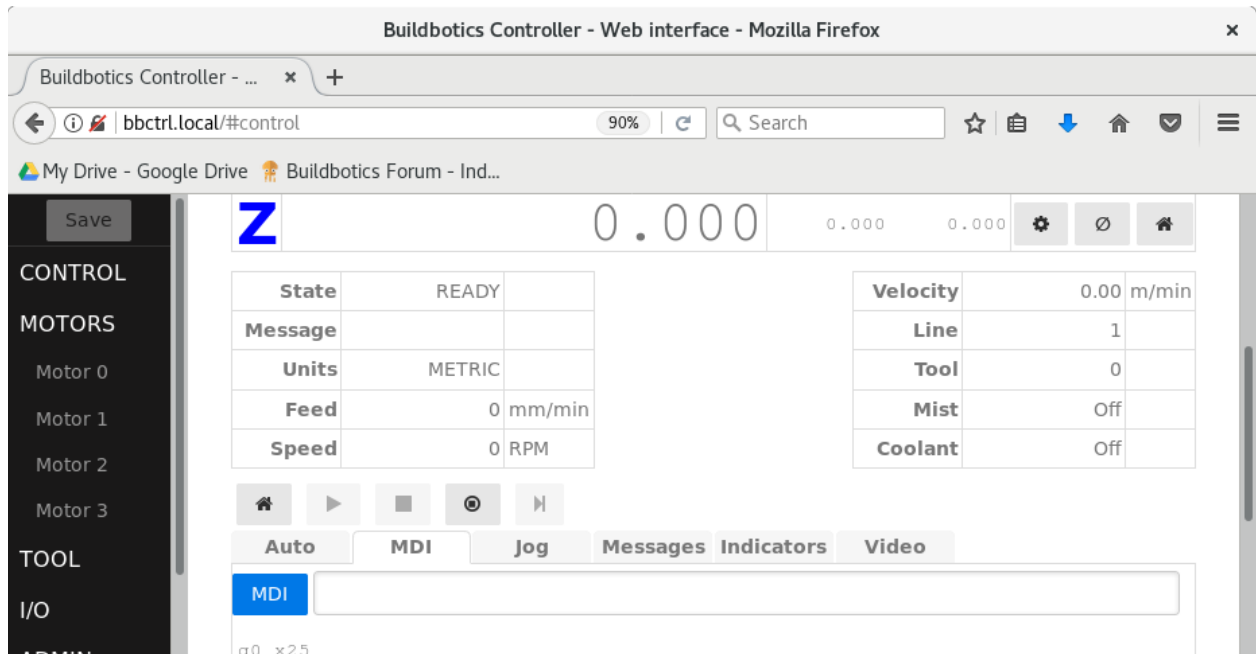 Buildbotics Controller - Web interface - Mozilla Firefox
Buildbotics Controller - ...
bbctrl.local/#control 90% Search
My Drive - Google Drive Buildbotics Forum - Ind...
Save
CONTROL
MOTORS
Motor 0
Motor 1
Motor 2
Motor 3
TOOL
I/O
ADMIN
Z 0.000 0.000 0.000
State READY
Message
Units METRIC
Feed 0 mm/min
Speed 0 RPM
Velocity 0.00 m/min
Line 1
Tool 0
Mist Off
Coolant Off
Auto MDI Jog Messages Indicators Video
MDI
g0 x25